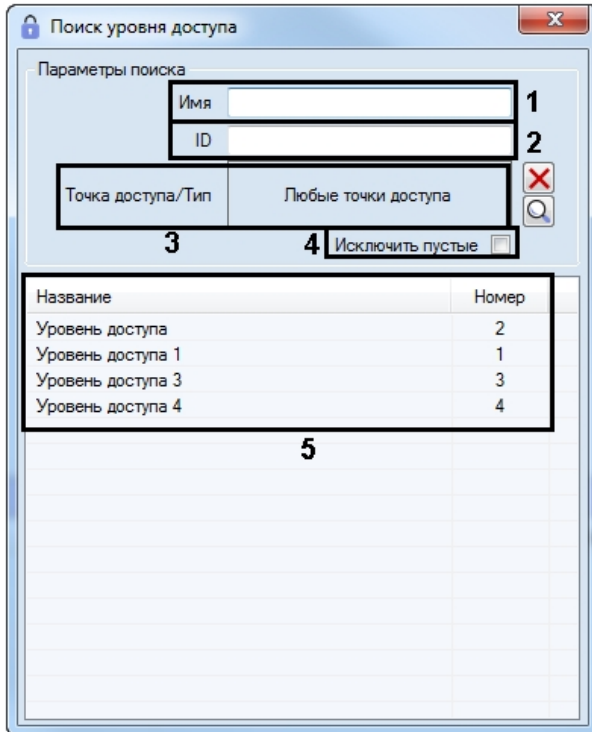 Поиск уровня доступа
x
Параметры поиска
Имя 1
ID 2
Точка доступа/Тип Любые точки доступа
3 4 Исключить пустые
Название Номер
Уровень доступа 2
Уровень доступа 1 1
Уровень доступа 3 3
Уровень доступа 4 4
5